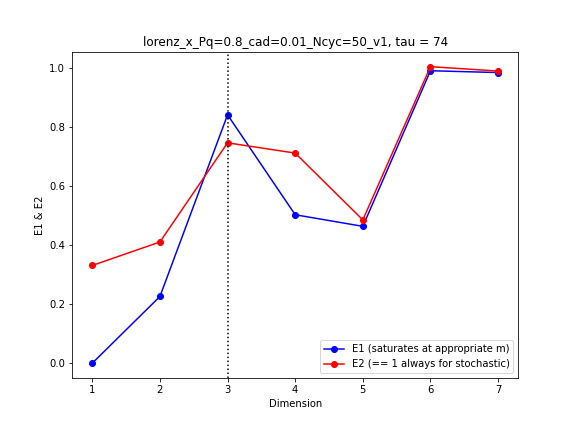 lorenz_x_Pq=0.8_cad=0.01_Ncyc=50_v1, tau = 74
1.0
0.8
0.6
0.4
0.2
0.0
E1 & E2
E1 (saturates at appropriate m)
E2 (== 1 always for stochastic)
1 2 3 4 5 6 7
Dimension